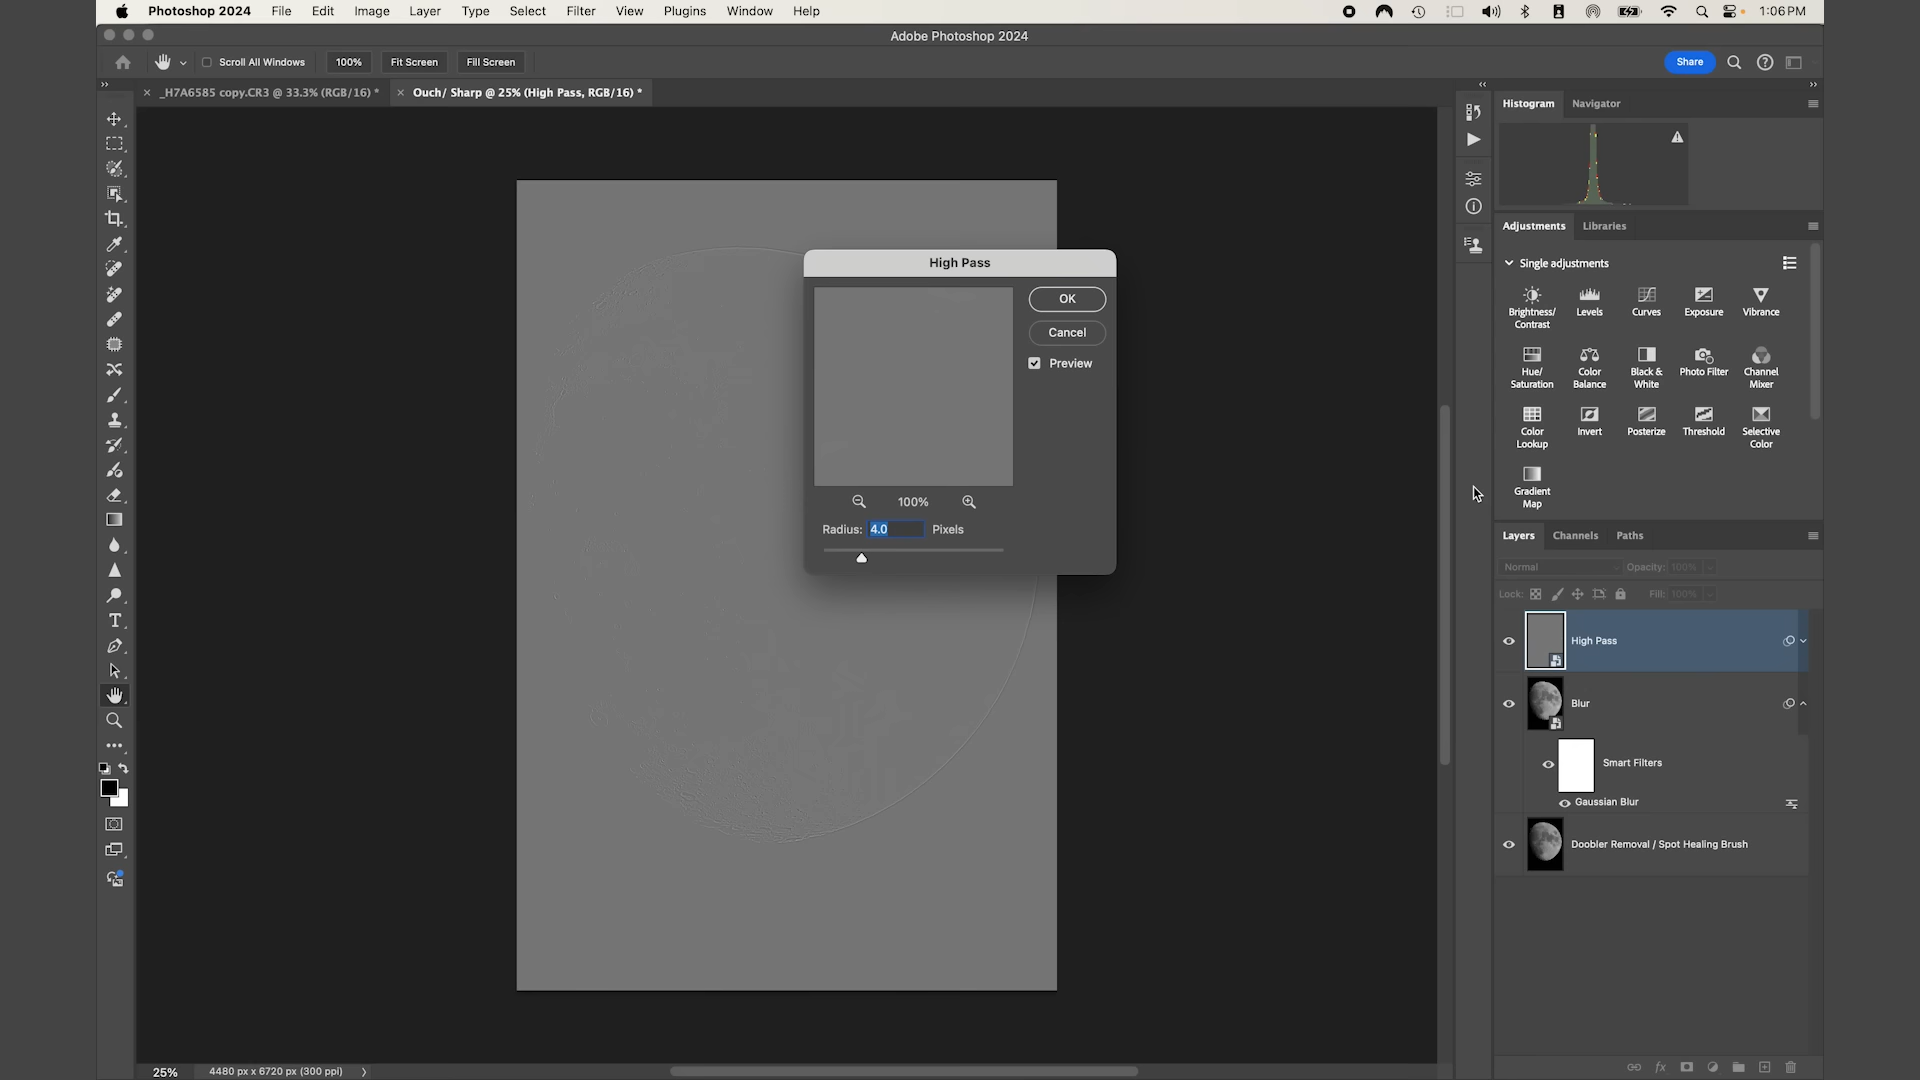 Photoshop 2024 File Edit Image Layer Type Select Filter View Plugins Window Help 1:06PM
Adobe Photoshop 2024
Scroll All Windows 100% Fit Screen Fill Screen Share
_H7A6585 copy.CR3 @ 33.3% (RGB/16) * Ouch/ Sharp @ 25% (High Pass, RGB/16) *
Histogram Navigator
Adjustments Libraries
Single adjustments
Brightness/
Contrast
Levels
Curves
Exposure
Vibrance
Hue/
Saturation
Color
Balance
Black &
White
Photo Filter
Channel
Mixer
Color
Lookup
Invert
Posterize
Threshold
Selective
Color
Gradient
Map
High Pass
OK
Cancel
Preview
100%
Radius: 4.0 Pixels
Layers Channels Paths
Normal Opacity: 100%
Lock: Fill: 100%
High Pass
Blur
Smart Filters
Gaussian Blur
Doobler Removal / Spot Healing Brush
25% 4480 px x 6720 px (300 ppi)